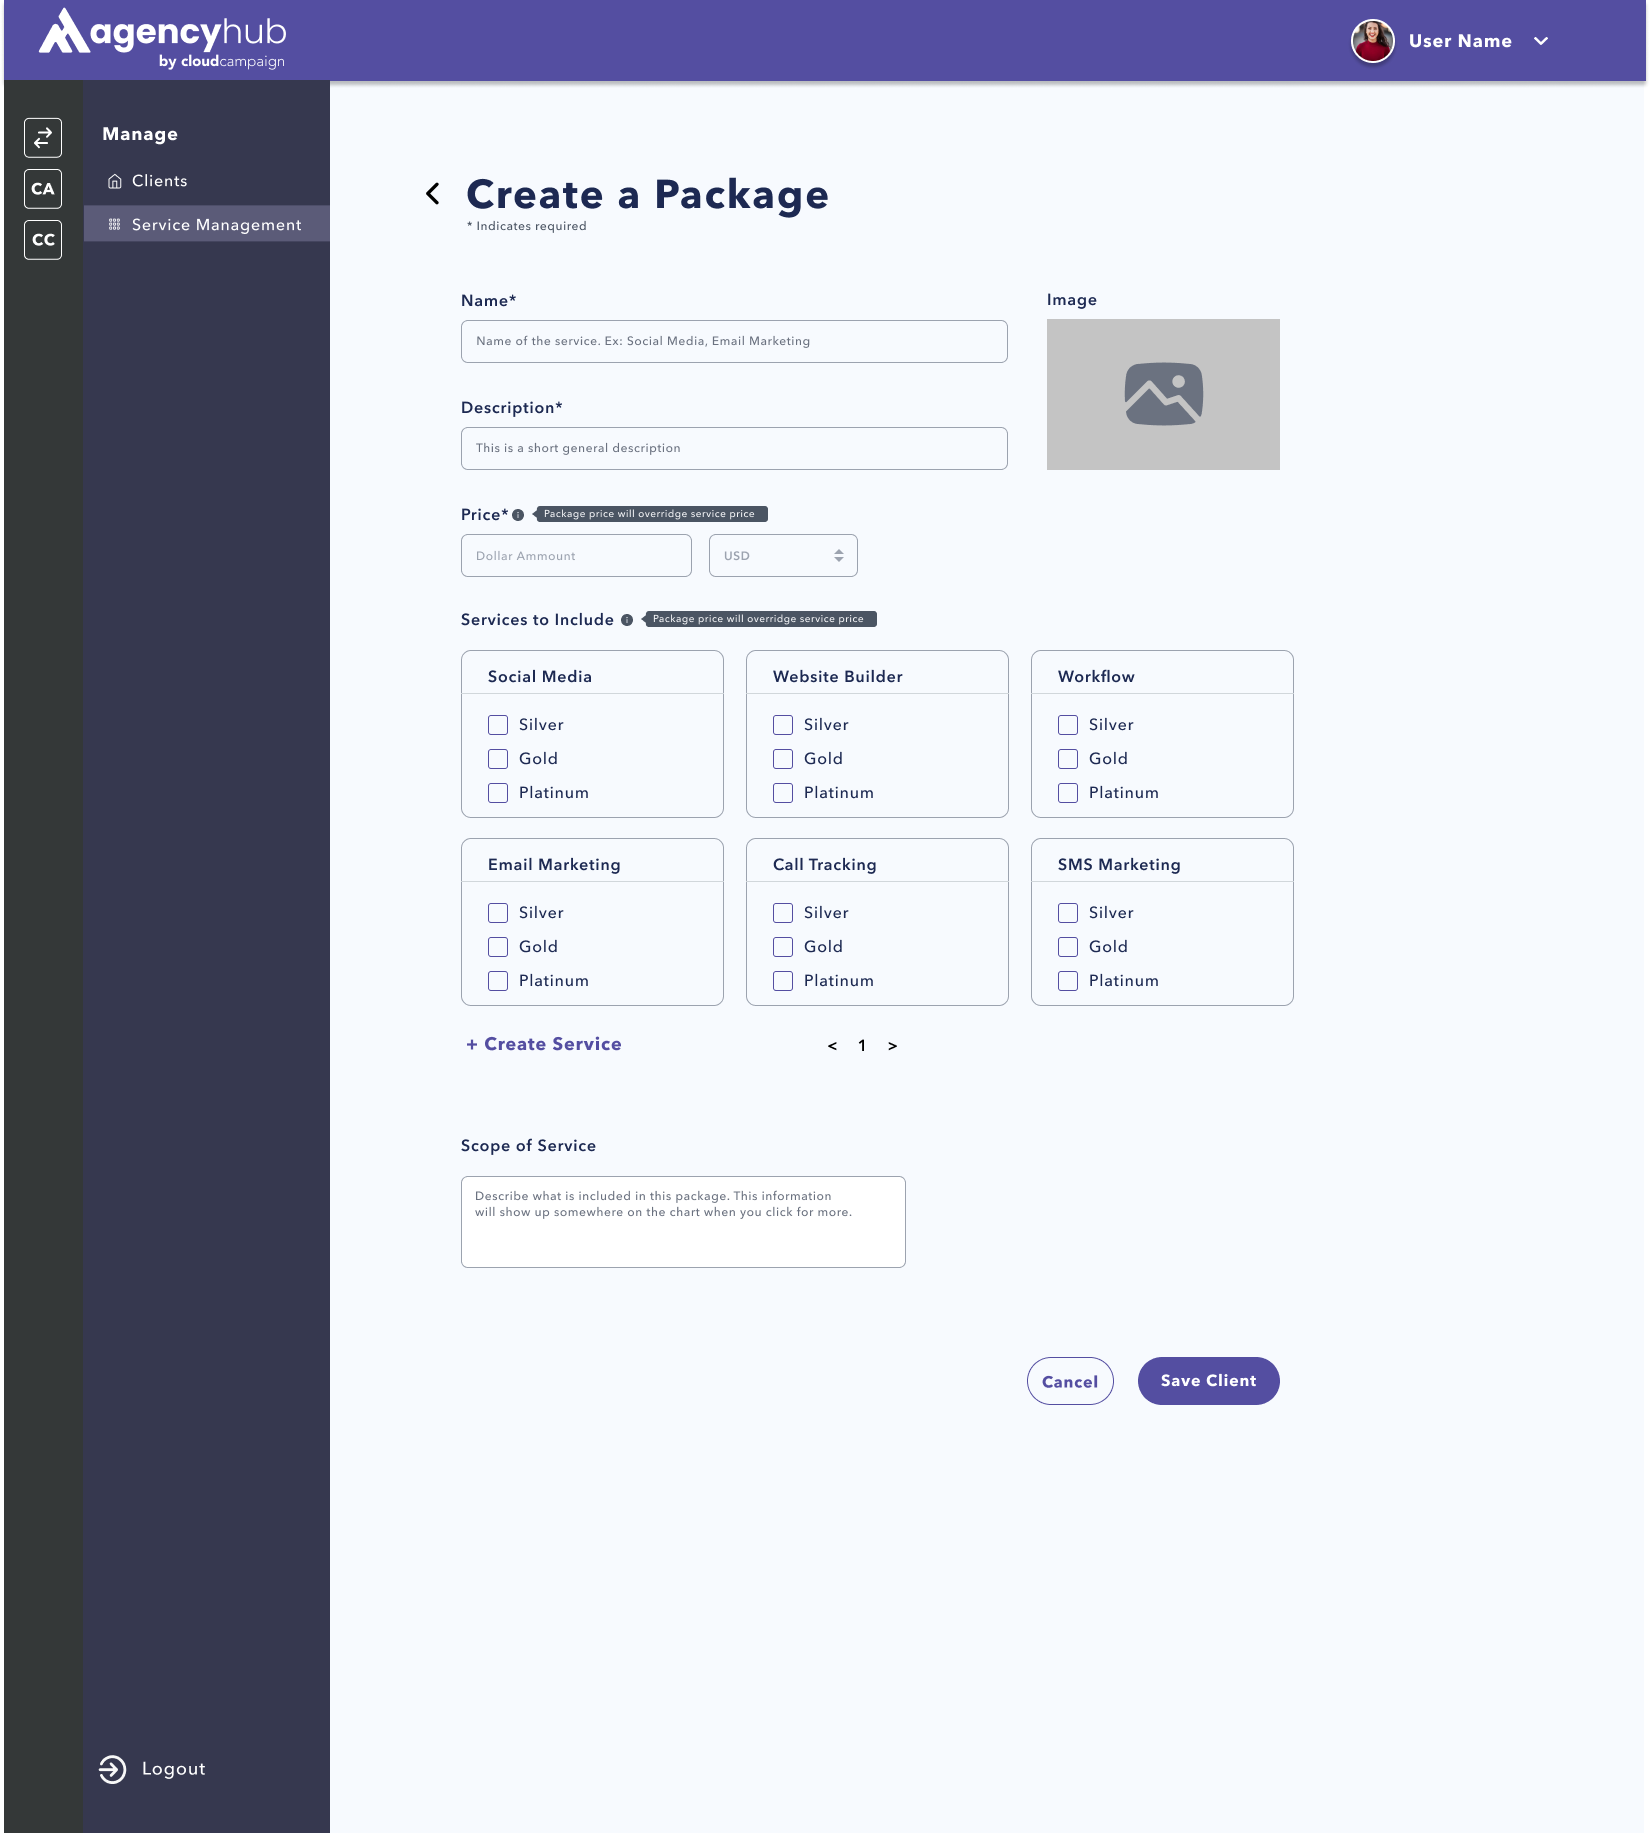 agencyhub
by cloudcampaign
User Name
CA
CC
Manage
Clients
Service Management
Logout
Create a Package
* Indicates required
Name*
Name of the service. Ex: Social Media, Email Marketing
Image
Description*
This is a short general description
Price*
Package price will overridge service price
Dollar Ammount
USD
Services to Include
Package price will overridge service price
Social Media
Silver
Gold
Platinum
Website Builder
Silver
Gold
Platinum
Workflow
Silver
Gold
Platinum
Email Marketing
Silver
Gold
Platinum
Call Tracking
Silver
Gold
Platinum
SMS Marketing
Silver
Gold
Platinum
+ Create Service
< 1 >
Scope of Service
Describe what is included in this package. This information
will show up somewhere on the chart when you click for more.
Cancel
Save Client